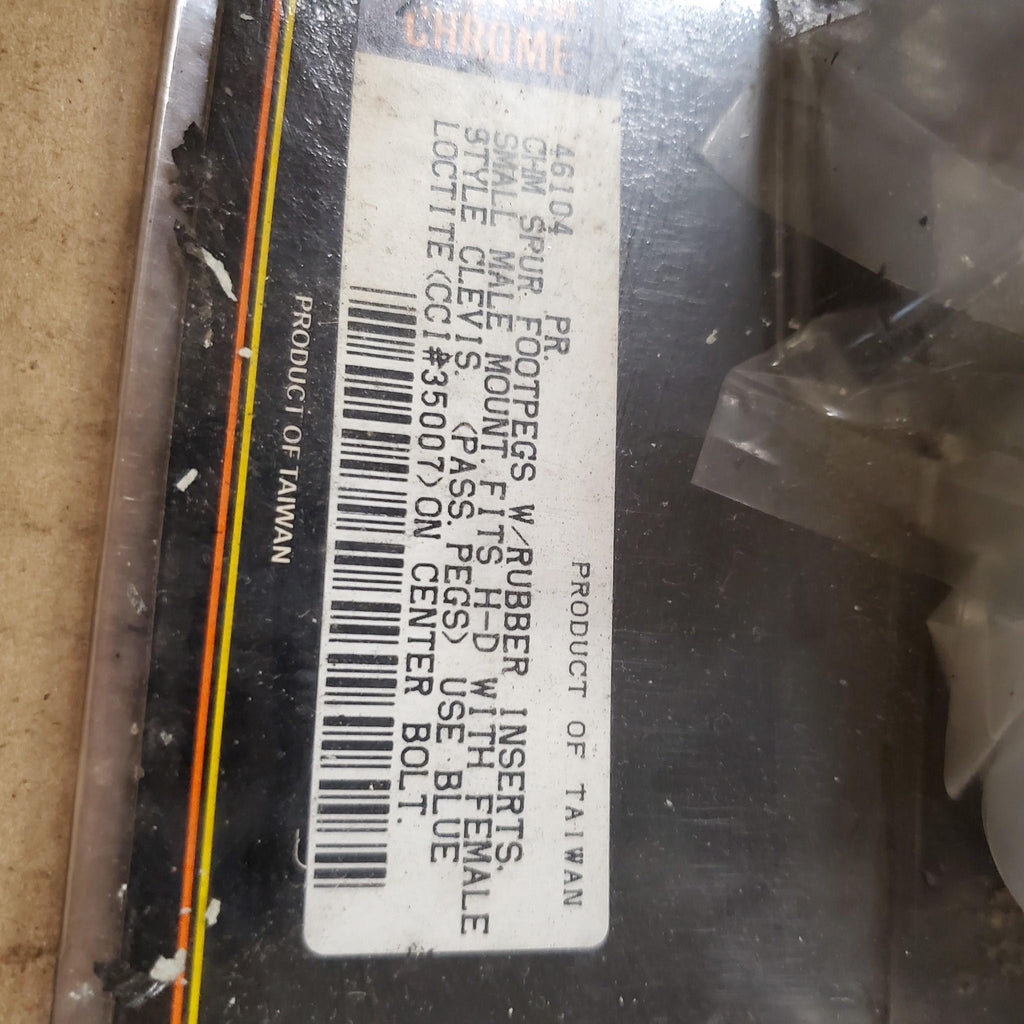 CHROME
46104 PR. PRODUCT OF TAIWAN
CHM SPUR FOOTPEGS W/RUBBER INSERTS,
SMALL MALE MOUNT. FITS H-D WITH FEMALE
STYLE CLEVIS. (PASS. PEGS) USE BLUE
LOCTITE(CCI#35007)ON CENTER BOLT.
PRODUCT OF TAIWAN